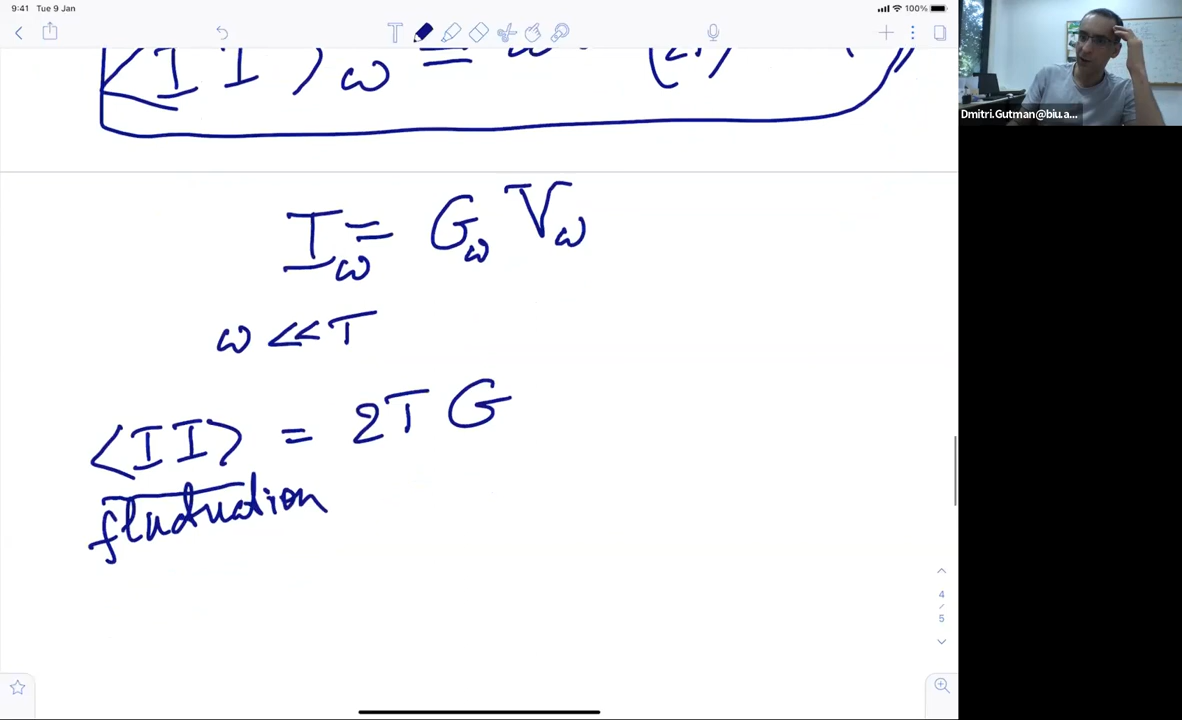 9:41 Tue 9 Jan
100%
T
Dmitri.Gutman@biu.a...
⟨I I⟩ω = ω
I_ω = G_ω V_ω
ω << T
⟨I I⟩ = 2T G
fluctuation
4
/
5